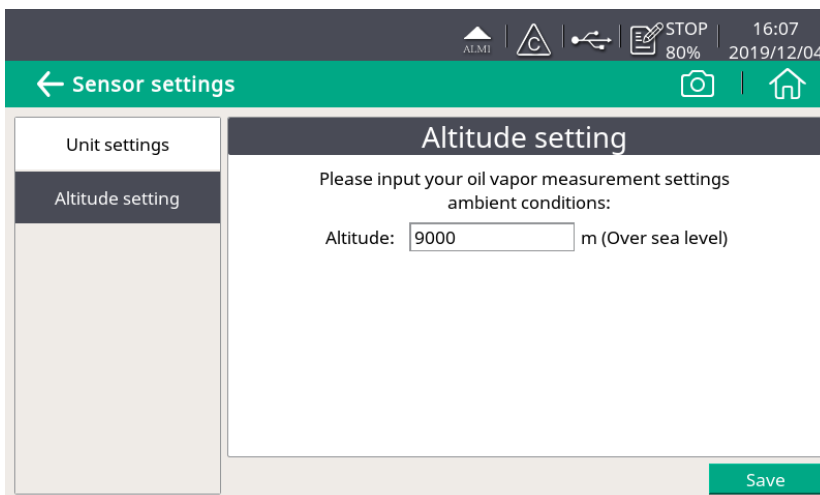 ALM1
C
STOP
80%
16:07
2019/12/04
Sensor settings
Unit settings
Altitude setting
Altitude setting
Please input your oil vapor measurement settings
ambient conditions:
Altitude: 9000 m (Over sea level)
Save